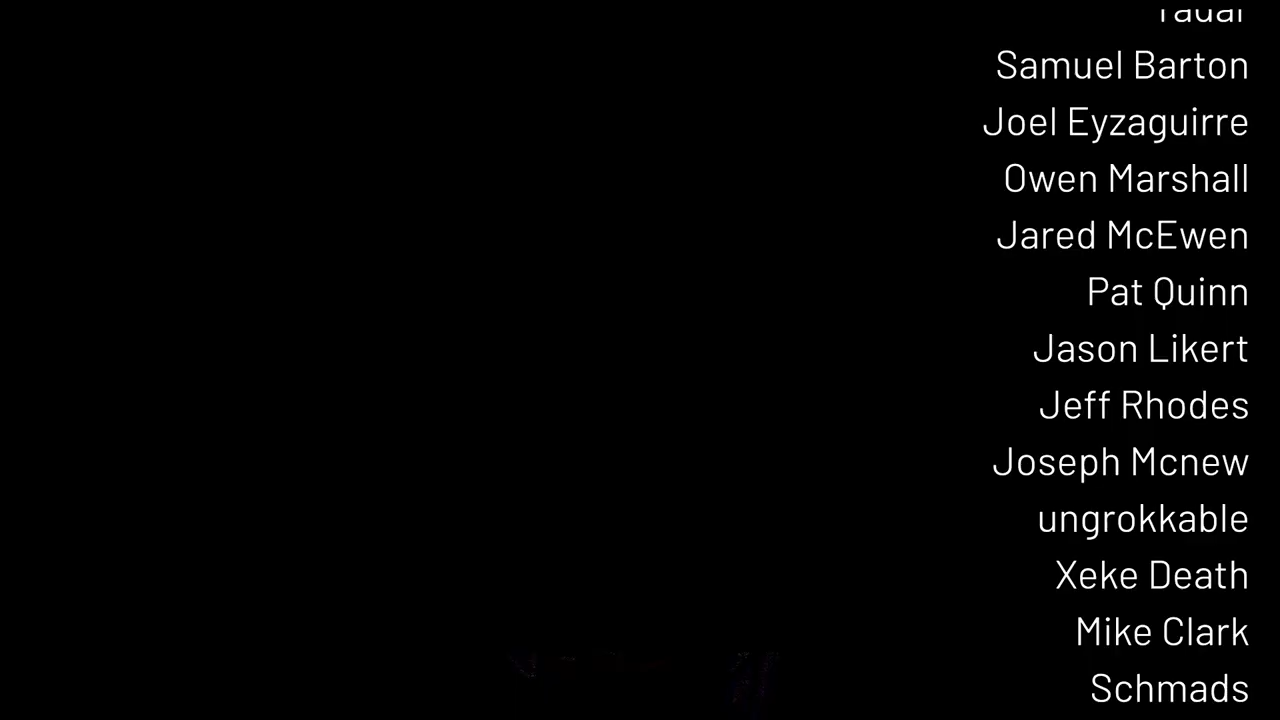 Samuel Barton
Joel Eyzaguirre
Owen Marshall
Jared McEwen
Pat Quinn
Jason Likert
Jeff Rhodes
Joseph Mcnew
ungrokkable
Xeke Death
Mike Clark
Schmads